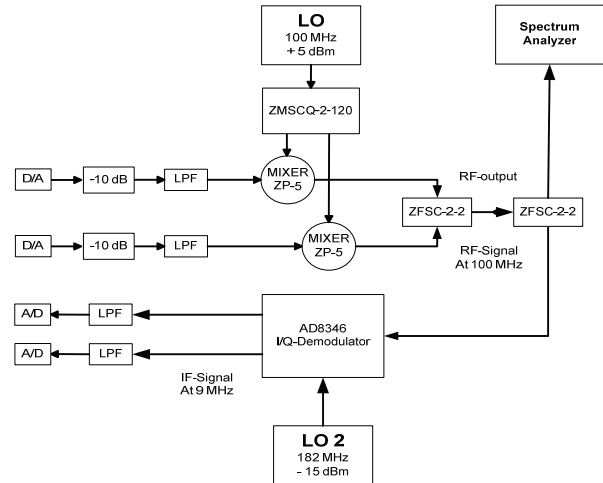 LO
100 MHz
+ 5 dBm
Spectrum
Analyzer
ZMSCQ-2-120
D/A
-10 dB
LPF
MIXER
ZP-5
RF-output
ZFSC-2-2
ZFSC-2-2
D/A
-10 dB
LPF
MIXER
ZP-5
RF-Signal
At 100 MHz
A/D
LPF
AD8346
I/Q-Demodulator
A/D
LPF
IF-Signal
At 9 MHz
LO 2
182 MHz
- 15 dBm